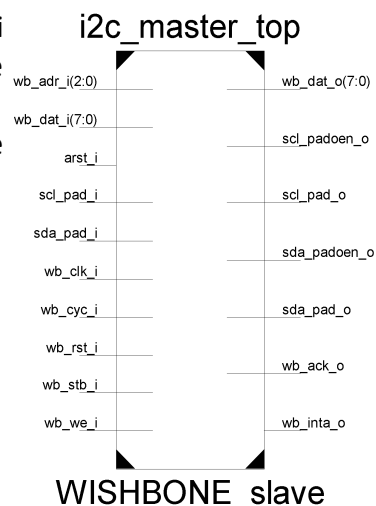 i2c_master_top
wb_adr_i(2:0)
wb_dat_i(7:0)
arst_i
scl_pad_i
sda_pad_i
wb_clk_i
wb_cyc_i
wb_rst_i
wb_stb_i
wb_we_i
wb_dat_o(7:0)
scl_padoen_o
scl_pad_o
sda_padoen_o
sda_pad_o
wb_ack_o
wb_inta_o
WISHBONE slave